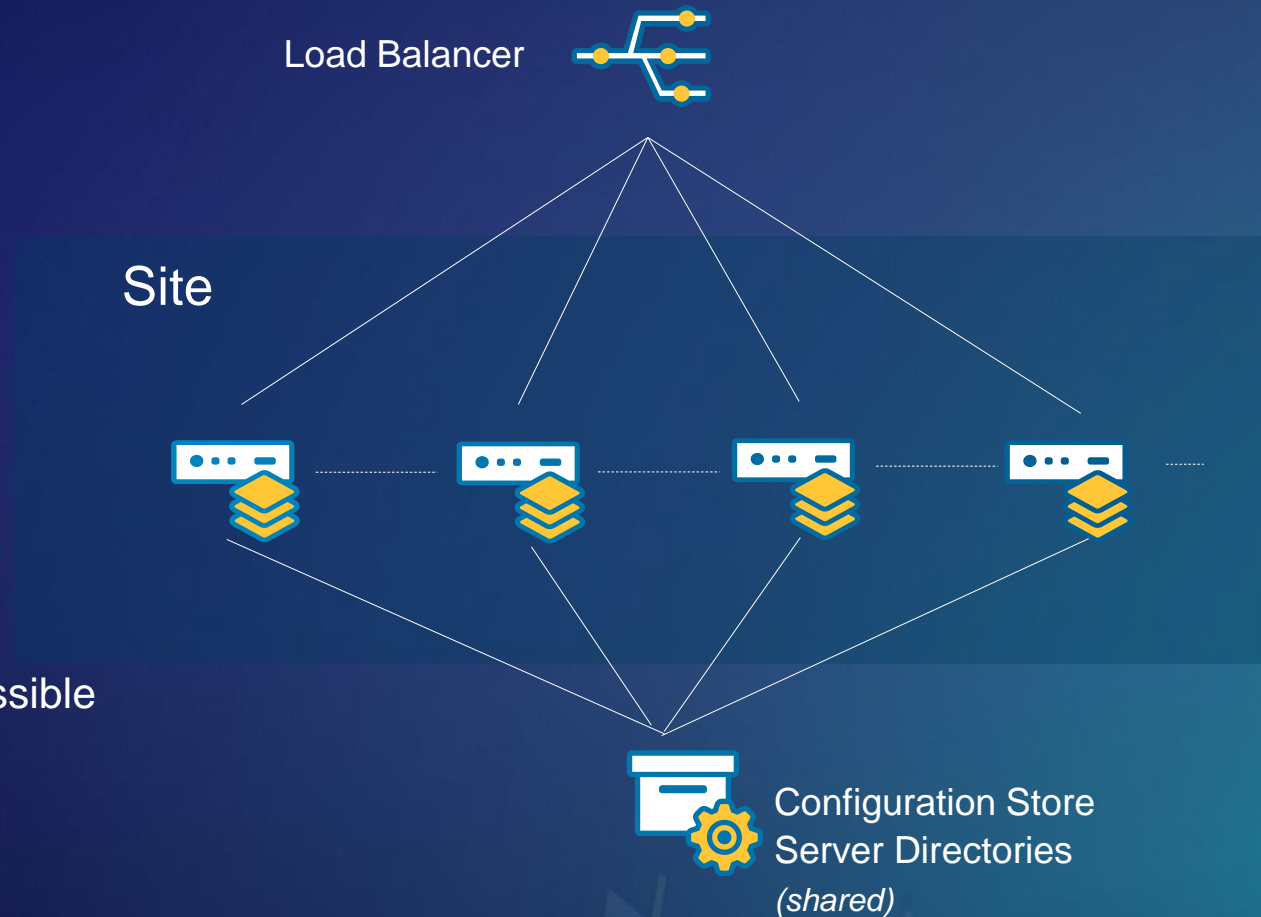 Load Balancer
Site
ssible
Configuration Store
Server Directories
(shared)